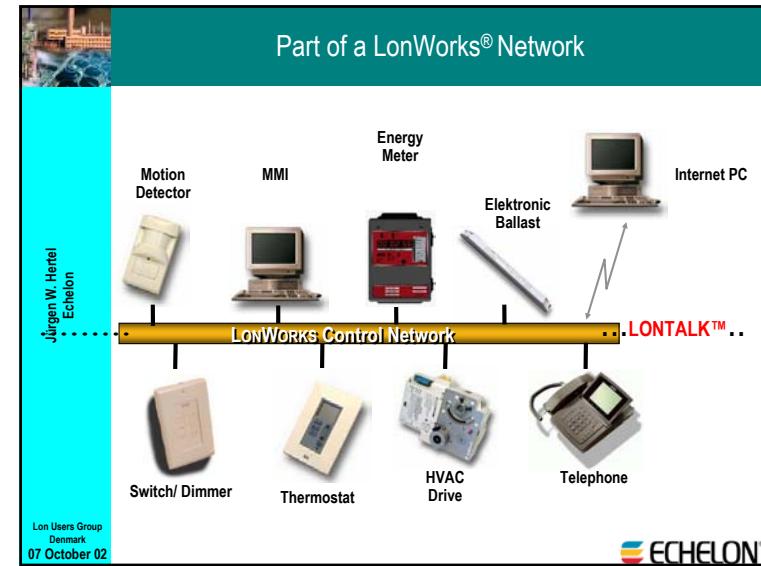 Part of a LonWorks® Network
Energy
Meter
Motion
Detector
MMI
Internet PC
Elektronic
Ballast
Jürgen W. Hertel
Echelon
LONWORKS Control Network
...LONTALK™..
Switch/ Dimmer
Thermostat
HVAC
Drive
Telephone
Lon Users Group
Denmark
07 October 02
ECHELON